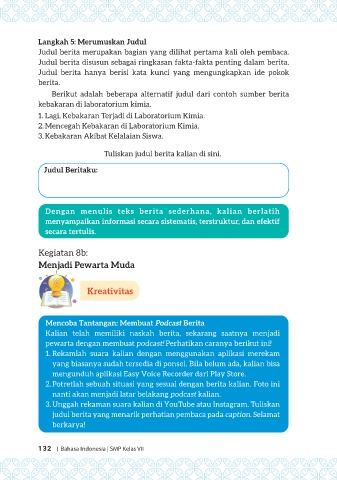 Langkah 5: Merumuskan Judul
Judul berita merupakan bagian yang dilihat pertama kali oleh pembaca.
Judul berita disusun sebagai ringkasan fakta-fakta penting dalam berita.
Judul berita hanya berisi kata kunci yang mengungkapkan ide pokok
berita.
Berikut adalah beberapa alternatif judul dari contoh sumber berita
kebakaran di laboratorium kimia.
1. Lagi, Kebakaran Terjadi di Laboratorium Kimia.
2. Mencegah Kebakaran di Laboratorium Kimia.
3. Kebakaran Akibat Kelalaian Siswa.
Tuliskan judul berita kalian di sini.
Judul Beritaku:
Dengan menulis teks berita sederhana, kalian berlatih
menyampaikan informasi secara sistematis, terstruktur, dan efektif
secara tertulis.
Kegiatan 8b:
Menjadi Pewarta Muda
Kreativitas
Mencoba Tantangan: Membuat Podcast Berita
Kalian telah memiliki naskah berita, sekarang saatnya menjadi
pewarta dengan membuat podcast! Perhatikan caranya berikut ini!
1. Rekamlah suara kalian dengan menggunakan aplikasi merekam
yang biasanya sudah tersedia di ponsel. Bila belum ada, kalian bisa
mengunduh aplikasi Easy Voice Recorder dari Play Store.
2. Potretlah sebuah situasi yang sesuai dengan berita kalian. Foto ini
nanti akan menjadi latar belakang podcast kalian.
3. Unggah rekaman suara kalian di YouTube atau Instagram. Tuliskan
judul berita yang menarik perhatian pembaca pada caption. Selamat
berkarya!
132 | Bahasa Indonesia | SMP Kelas VII